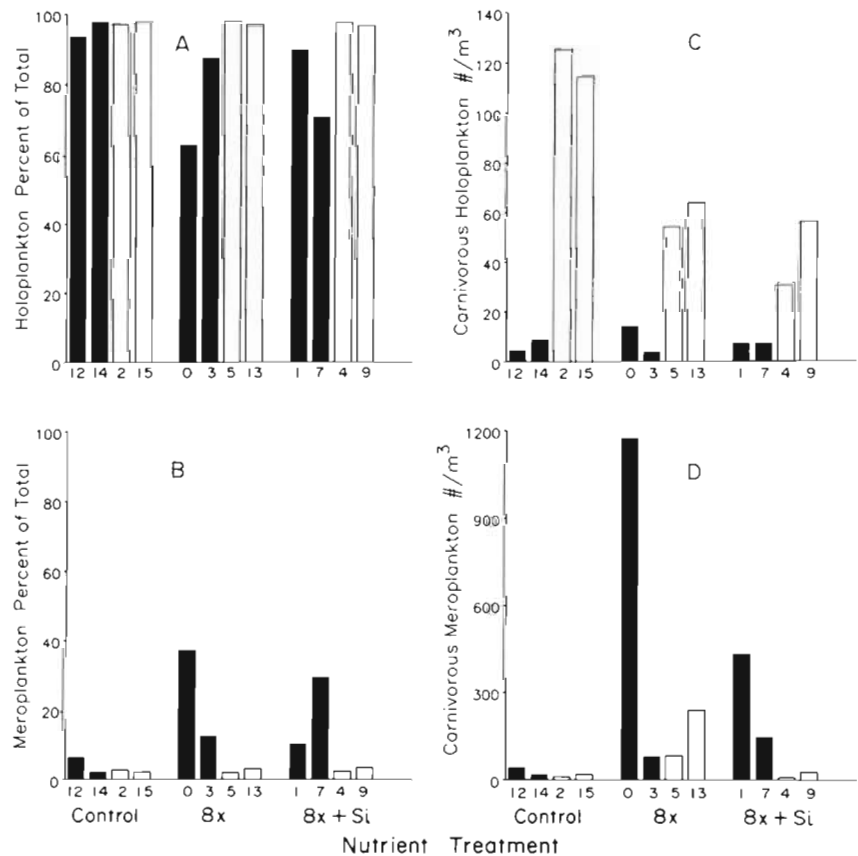 A
Holoplankton Percent of Total
100
80
60
40
20
0
12 14 2 15 0 3 5 13 1 7 4 9
C
Carnivorous Holoplankton #/m³
140
120
100
80
60
40
20
0
12 14 2 15 0 3 5 13 1 7 4 9
B
Meroplankton Percent of Total
100
80
60
40
20
0
12 14 2 15 0 3 5 13 1 7 4 9
Control 8x 8x + Si
D
Carnivorous Meroplankton #/m³
1200
900
600
300
0
12 14 2 15 0 3 5 13 1 7 4 9
Control 8x 8x + Si
Nutrient Treatment